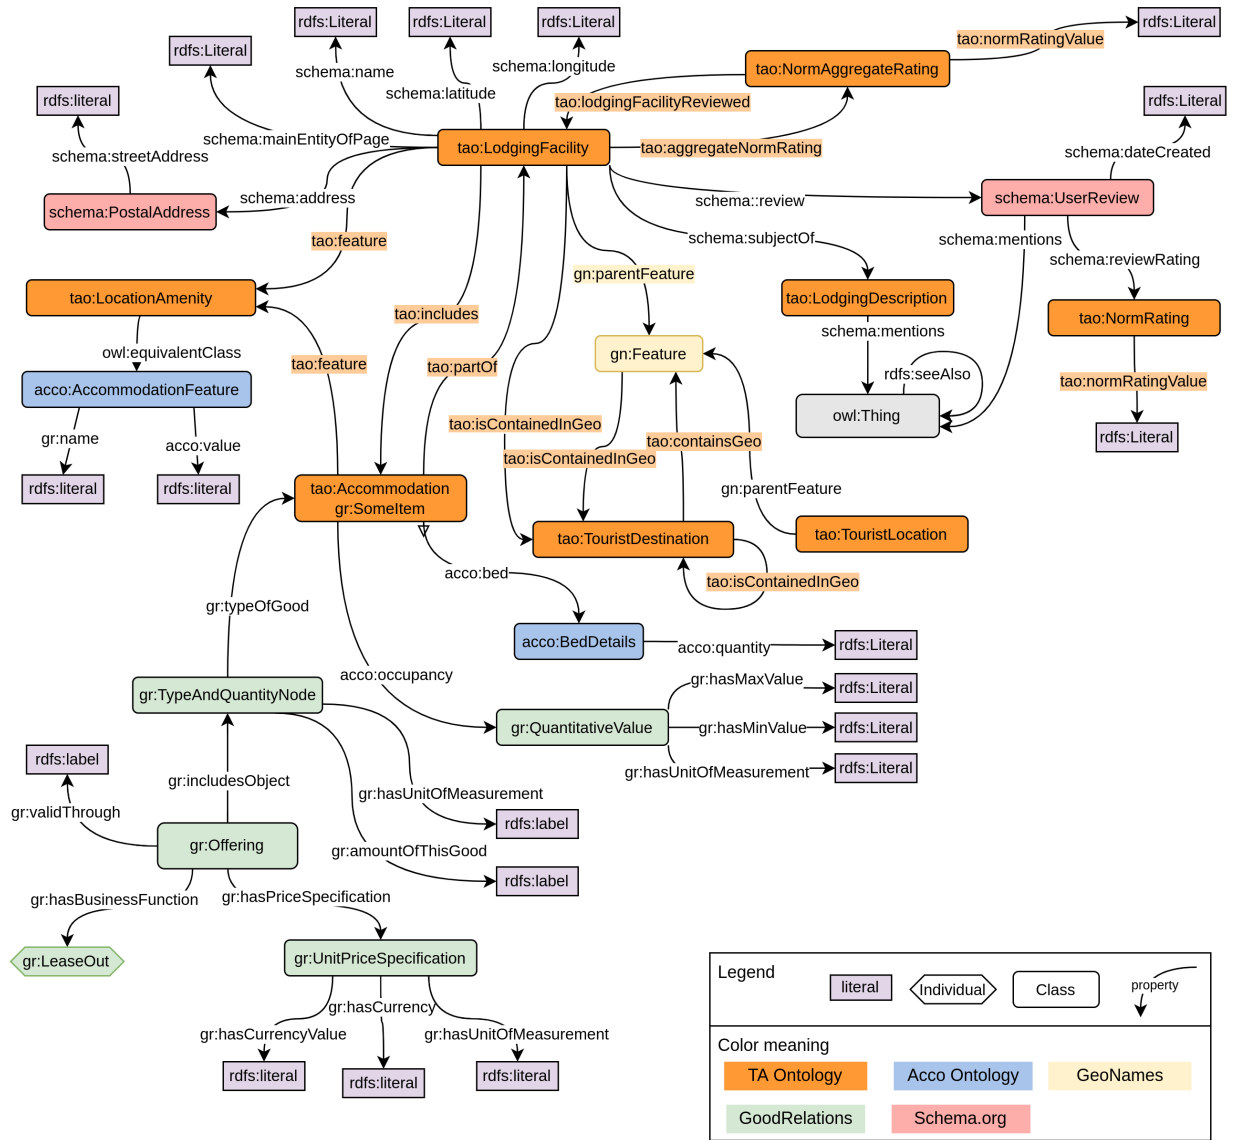 rdfs:Literal
rdfs:Literal
rdfs:Literal
rdfs:Literal
rdfs:Literal
tao:normRatingValue
schema:name
schema:longitude
tao:NormAggregateRating
schema:latitude
rdfs:literal
tao:lodgingFacilityReviewed
rdfs:Literal
schema:mainEntityOfPage
tao:LodgingFacility
tao:aggregateNormRating
schema:dateCreated
schema:streetAddress
schema:address
schema::review
schema:UserReview
schema:PostalAddress
tao:feature
schema:subjectOf
schema:mentions
schema:reviewRating
gn:parentFeature
tao:LocationAmenity
tao:LodgingDescription
tao:includes
tao:NormRating
schema:mentions
owl:equivalentClass
tao:feature
tao:partOf
gn:Feature
rdfs:seeAlso
tao:normRatingValue
acco:AccommodationFeature
owl:Thing
tao:isContainedInGeo
gr:name
acco:value
tao:containsGeo
rdfs:Literal
tao:isContainedInGeo
rdfs:literal
rdfs:literal
tao:Accommodation
gr:SomeItem
gn:parentFeature
tao:TouristDestination
tao:TouristLocation
acco:bed
tao:isContainedInGeo
gr:typeOfGood
acco:BedDetails
acco:quantity
rdfs:Literal
acco:occupancy
gr:hasMaxValue
rdfs:Literal
gr:TypeAndQuantityNode
gr:QuantitativeValue
gr:hasMinValue
rdfs:Literal
rdfs:label
gr:hasUnitOfMeasurement
rdfs:Literal
gr:includesObject
gr:hasUnitOfMeasurement
gr:validThrough
rdfs:label
gr:Offering
gr:amountOfThisGood
rdfs:label
gr:hasBusinessFunction
gr:hasPriceSpecification
gr:LeaseOut
gr:UnitPriceSpecification
gr:hasCurrency
gr:hasCurrencyValue
gr:hasUnitOfMeasurement
rdfs:literal
rdfs:literal
rdfs:literal
Legend
literal
Individual
Class
property
Color meaning
TA Ontology
Acco Ontology
GeoNames
GoodRelations
Schema.org